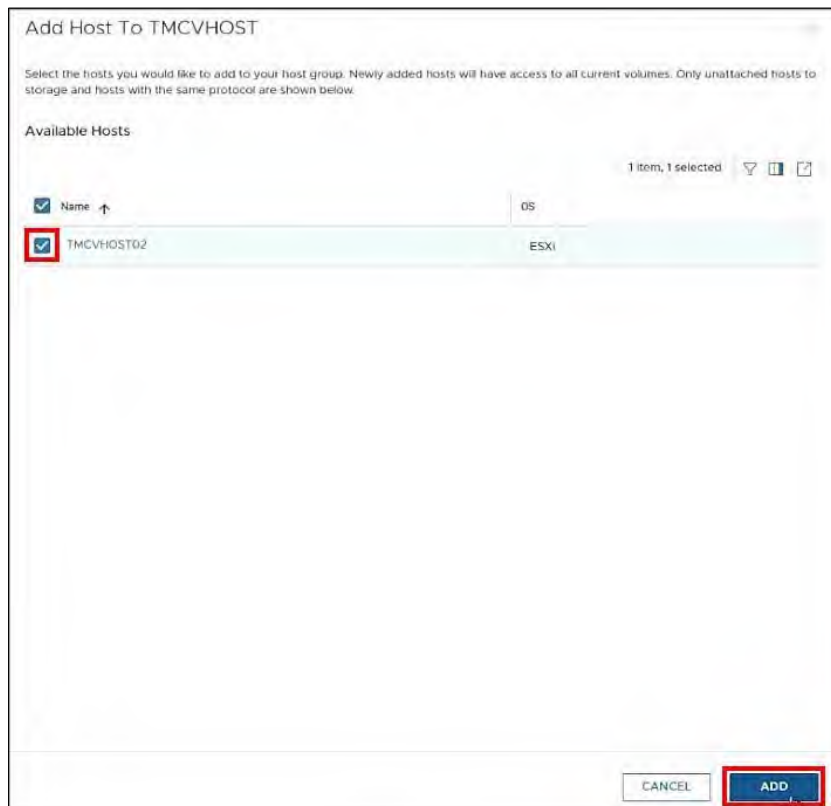 Add Host To TMCVHOST
Select the hosts you would like to add to your host group. Newly added hosts will have access to all current volumes. Only unattached hosts to
storage and hosts with the same protocol are shown below.
Available Hosts
1 item, 1 selected
Name OS
TMCVHOST02 ESXi
CANCEL ADD